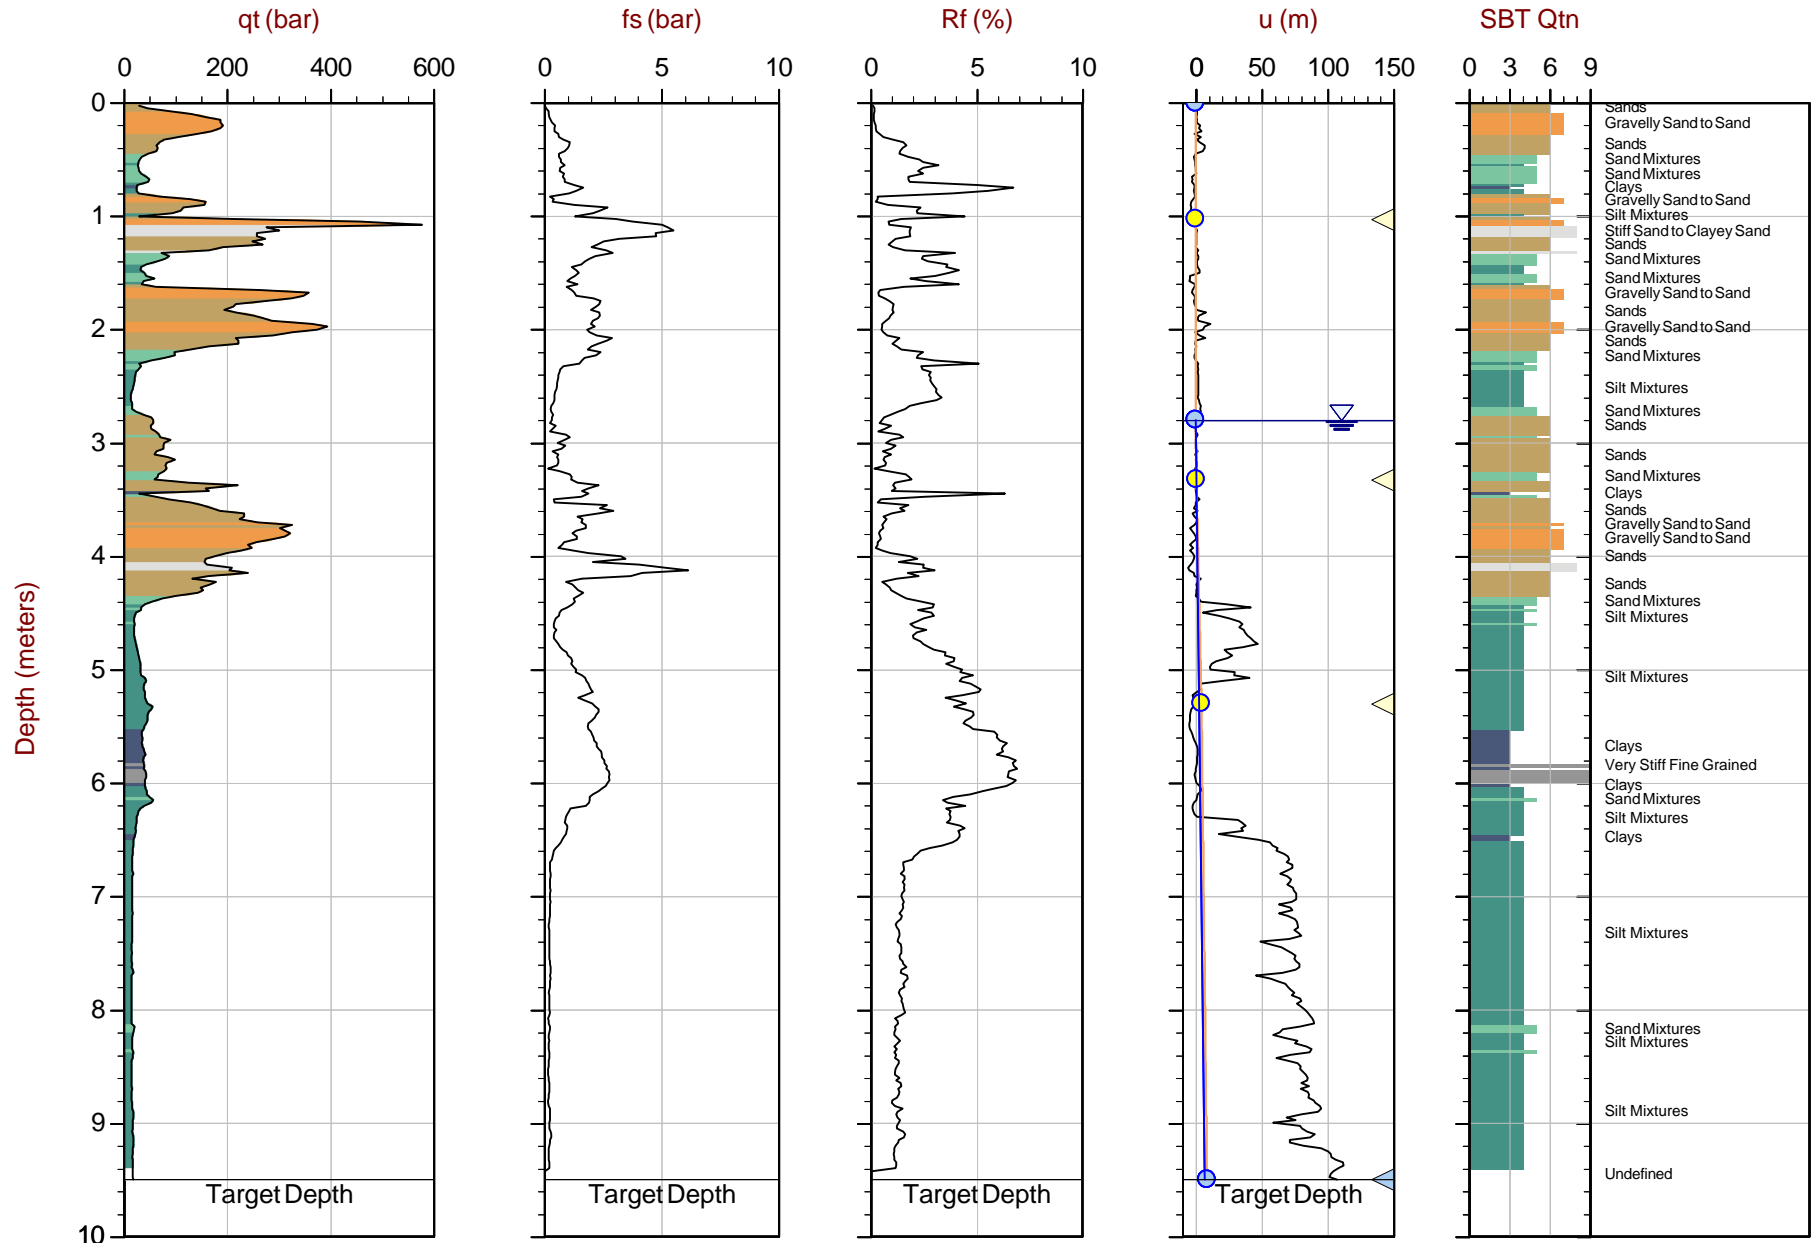 qt (bar) fs (bar) Rf (%) u (m) SBT Qtn
0 200 400 600 0 5 10 0 5 10 0 50 100 150 0 3 6 9
0
Sands
Gravelly Sand to Sand
Sands
Sand Mixtures
Sand Mixtures
Clays
Gravelly Sand to Sand
1
Silt Mixtures
Stiff Sand to Clayey Sand
Sands
Sand Mixtures
Sand Mixtures
Gravelly Sand to Sand
Sands
2
Gravelly Sand to Sand
Sands
Sand Mixtures
Silt Mixtures
Sand Mixtures
Sands
3
Sands
Sand Mixtures
Clays
Sands
Gravelly Sand to Sand
Gravelly Sand to Sand
4
Sands
Sands
Sand Mixtures
Silt Mixtures
5
Silt Mixtures
Depth (meters)
Clays
Very Stiff Fine Grained
6
Clays
Sand Mixtures
Silt Mixtures
Clays
7
Silt Mixtures
8
Sand Mixtures
Silt Mixtures
Silt Mixtures
9
Undefined
Target Depth Target Depth Target Depth Target Depth
10